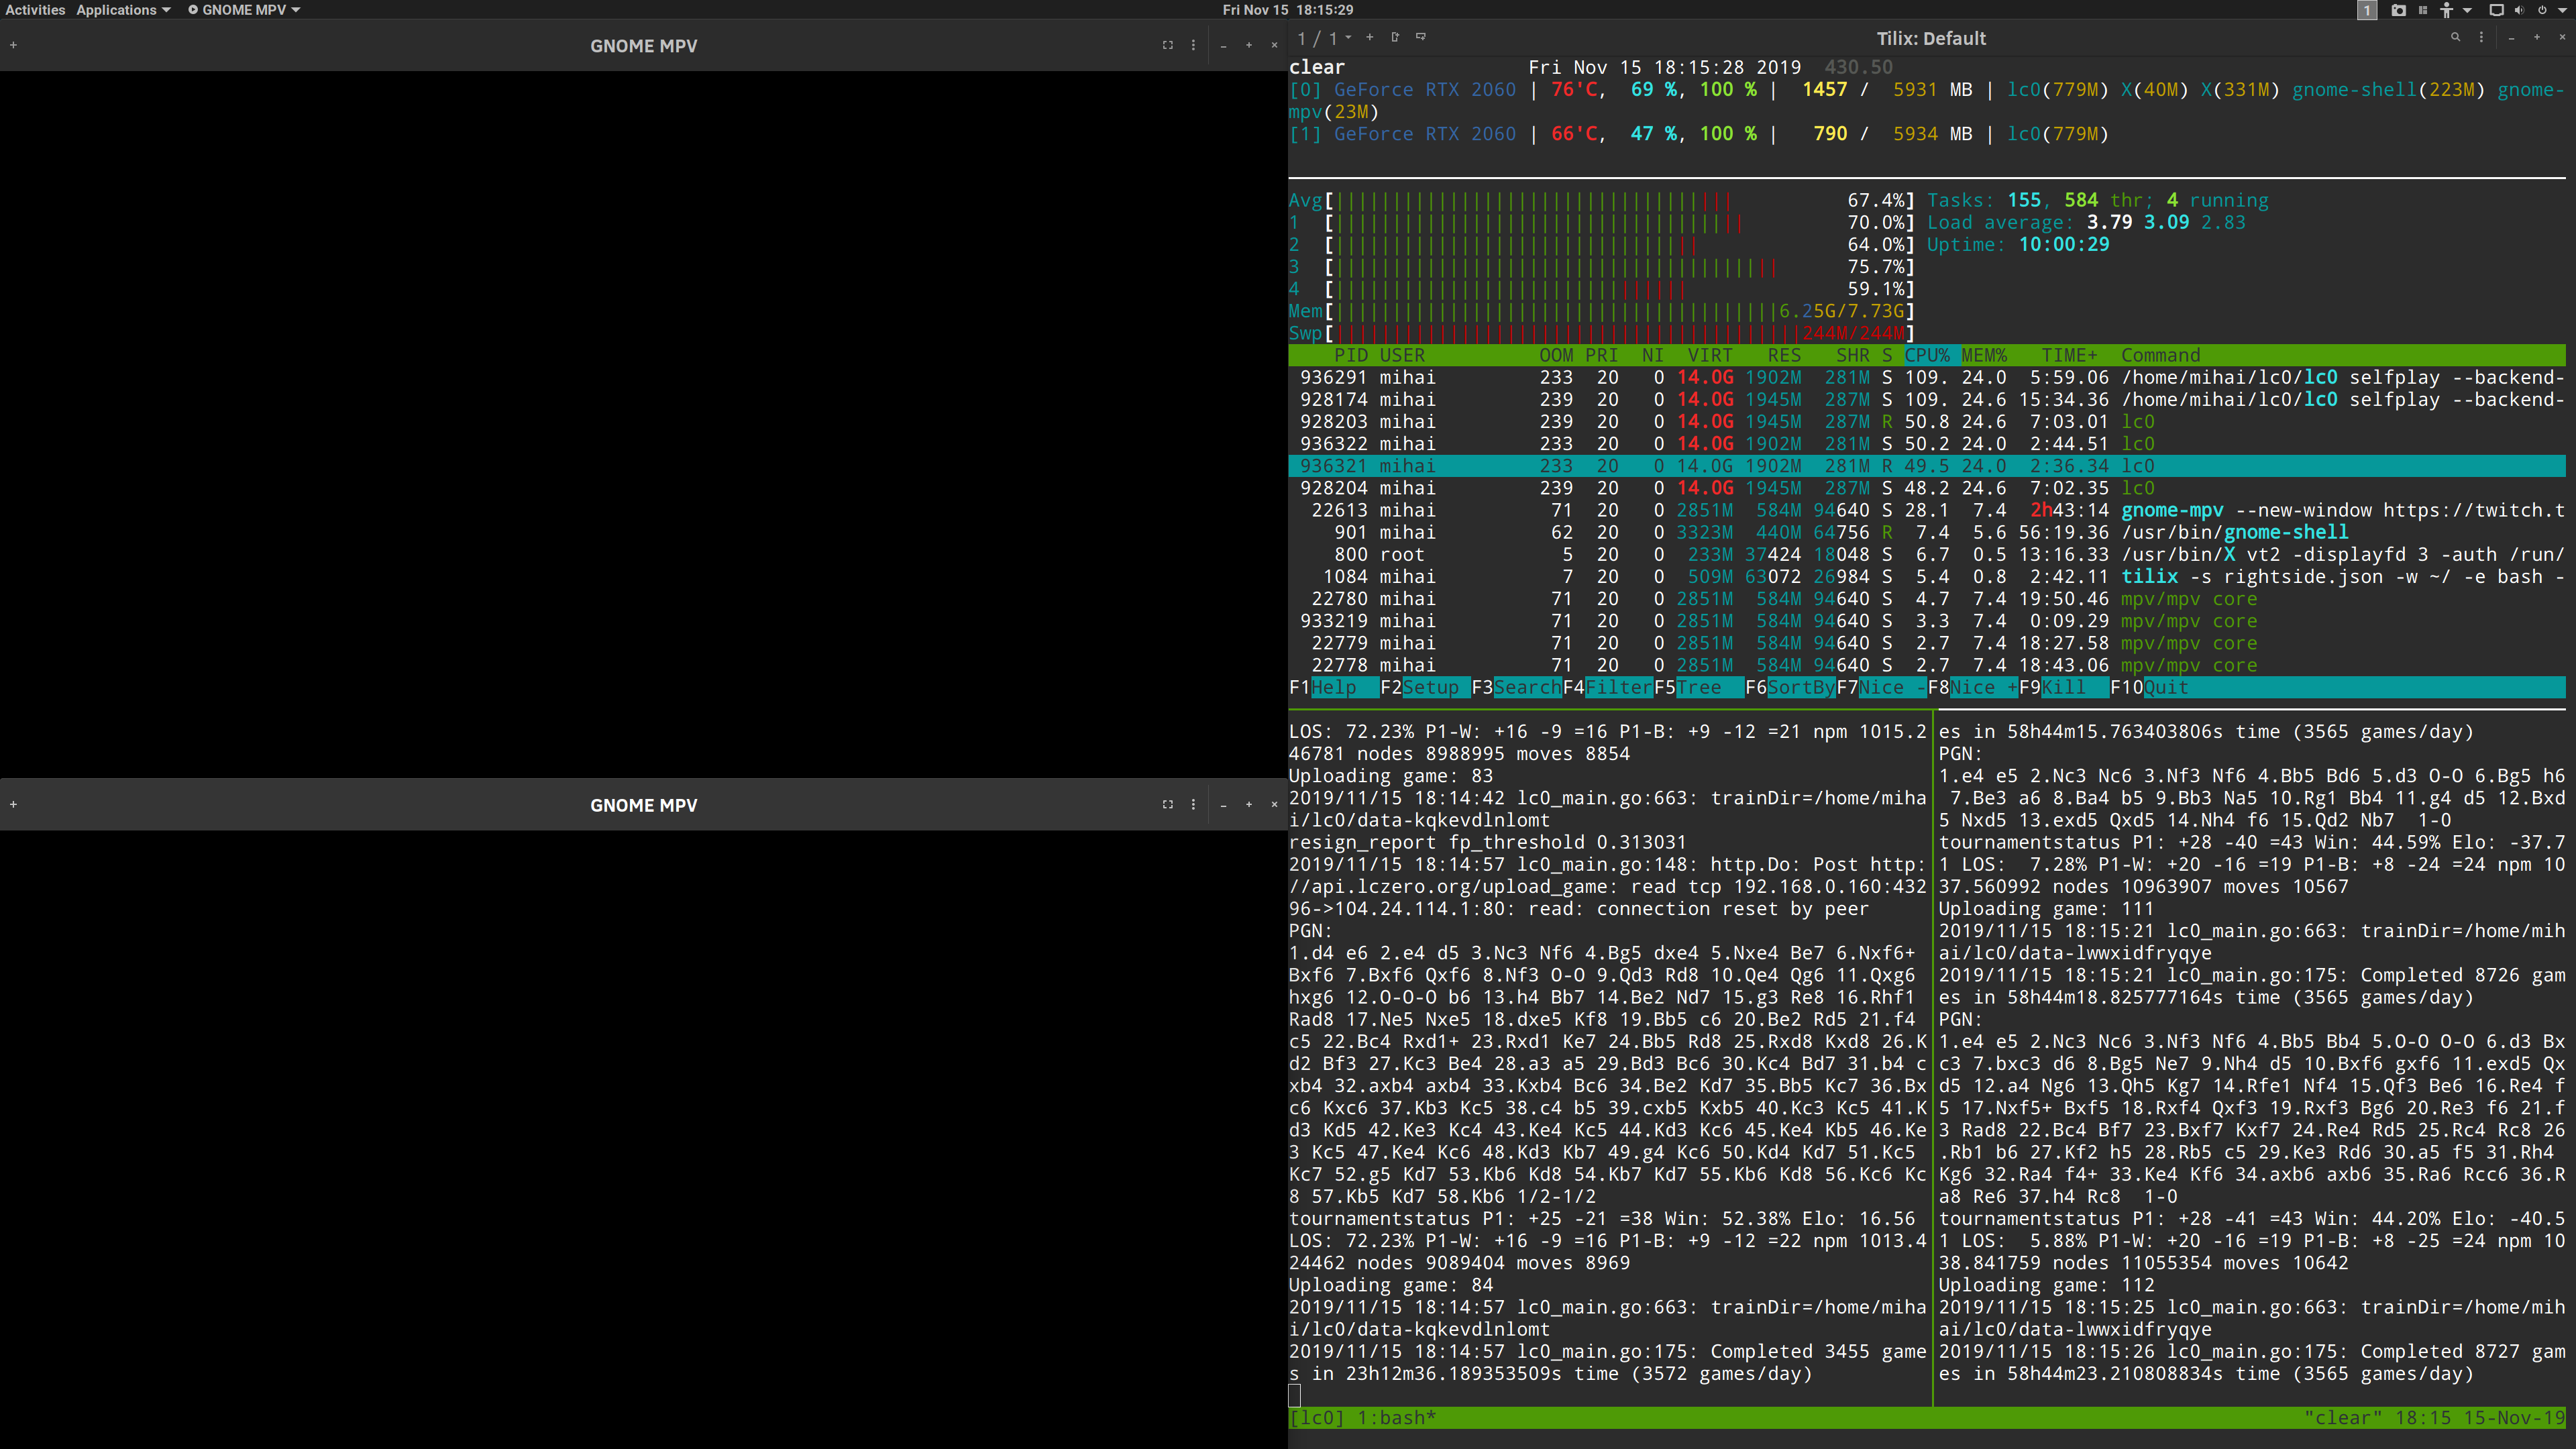 Activities Applications GNOME MPV Fri Nov 15 18:15:29 1
GNOME MPV
GNOME MPV
1 / 1 Tilix: Default
clear Fri Nov 15 18:15:28 2019 430.50
[0] GeForce RTX 2060 | 76'C, 69 %, 100 % | 1457 / 5931 MB | lc0(779M) X(40M) X(331M) gnome-shell(223M) gnome-
mpv(23M)
[1] GeForce RTX 2060 | 66'C, 47 %, 100 % | 790 / 5934 MB | lc0(779M)
Avg[ 67.4%] Tasks: 155, 584 thr; 4 running
1 [ 70.0%] Load average: 3.79 3.09 2.83
2 [ 64.0%] Uptime: 10:00:29
3 [ 75.7%]
4 [ 59.1%]
Mem[ 6.25G/7.73G]
Swp[ 244M/244M]
PID USER OOM PRI NI VIRT RES SHR S CPU% MEM% TIME+ Command
936291 mihai 233 20 0 14.0G 1902M 281M S 109. 24.0 5:59.06 /home/mihai/lc0/lc0 selfplay --backend-
928174 mihai 239 20 0 14.0G 1945M 287M S 109. 24.6 15:34.36 /home/mihai/lc0/lc0 selfplay --backend-
928203 mihai 239 20 0 14.0G 1945M 287M R 50.8 24.6 7:03.01 lc0
936322 mihai 233 20 0 14.0G 1902M 281M S 50.2 24.0 2:44.51 lc0
936321 mihai 233 20 0 14.0G 1902M 281M R 49.5 24.0 2:36.34 lc0
928204 mihai 239 20 0 14.0G 1945M 287M S 48.2 24.6 7:02.35 lc0
22613 mihai 71 20 0 2851M 584M 94640 S 28.1 7.4 2h43:14 gnome-mpv --new-window https://twitch.t
901 mihai 62 20 0 3323M 440M 64756 R 7.4 5.6 56:19.36 /usr/bin/gnome-shell
800 root 5 20 0 233M 37424 18048 S 6.7 0.5 13:16.33 /usr/bin/X vt2 -displayfd 3 -auth /run/
1084 mihai 7 20 0 509M 63072 26984 S 5.4 0.8 2:42.11 tilix -s rightside.json -w ~/ -e bash -
22780 mihai 71 20 0 2851M 584M 94640 S 4.7 7.4 19:50.46 mpv/mpv core
933219 mihai 71 20 0 2851M 584M 94640 S 3.3 7.4 0:09.29 mpv/mpv core
22779 mihai 71 20 0 2851M 584M 94640 S 2.7 7.4 18:27.58 mpv/mpv core
22778 mihai 71 20 0 2851M 584M 94640 S 2.7 7.4 18:43.06 mpv/mpv core
F1Help F2Setup F3SearchF4FilterF5Tree F6SortByF7Nice -F8Nice +F9Kill F10Quit
LOS: 72.23% P1-W: +16 -9 =16 P1-B: +9 -12 =21 npm 1015.2
46781 nodes 8988995 moves 8854
Uploading game: 83
2019/11/15 18:14:42 lc0_main.go:663: trainDir=/home/miha
i/lc0/data-kqkevdlnlomt
resign_report fp_threshold 0.313031
2019/11/15 18:14:57 lc0_main.go:148: http.Do: Post http:
//api.lczero.org/upload_game: read tcp 192.168.0.160:432
96->104.24.114.1:80: read: connection reset by peer
PGN:
1.d4 e6 2.e4 d5 3.Nc3 Nf6 4.Bg5 dxe4 5.Nxe4 Be7 6.Nxf6+
Bxf6 7.Bxf6 Qxf6 8.Nf3 O-O 9.Qd3 Rd8 10.Qe4 Qg6 11.Qxg6
hxg6 12.O-O-O b6 13.h4 Bb7 14.Be2 Nd7 15.g3 Re8 16.Rhf1
Rad8 17.Ne5 Nxe5 18.dxe5 Kf8 19.Bb5 c6 20.Be2 Rd5 21.f4
c5 22.Bc4 Rxd1+ 23.Rxd1 Ke7 24.Bb5 Rd8 25.Rxd8 Kxd8 26.K
d2 Bf3 27.Kc3 Be4 28.a3 a5 29.Bd3 Bc6 30.Kc4 Bd7 31.b4 c
xb4 32.axb4 axb4 33.Kxb4 Bc6 34.Be2 Kd7 35.Bb5 Kc7 36.Bx
c6 Kxc6 37.Kb3 Kc5 38.c4 b5 39.cxb5 Kxb5 40.Kc3 Kc5 41.K
d3 Kd5 42.Ke3 Kc4 43.Ke4 Kc5 44.Kd3 Kc6 45.Ke4 Kb5 46.Ke
3 Kc5 47.Ke4 Kc6 48.Kd3 Kb7 49.g4 Kc6 50.Kd4 Kd7 51.Kc5
Kc7 52.g5 Kd7 53.Kb6 Kd8 54.Kb7 Kd7 55.Kb6 Kd8 56.Kc6 Kc
8 57.Kb5 Kd7 58.Kb6 1/2-1/2
tournamentstatus P1: +25 -21 =38 Win: 52.38% Elo: 16.56
LOS: 72.23% P1-W: +16 -9 =16 P1-B: +9 -12 =22 npm 1013.4
24462 nodes 9089404 moves 8969
Uploading game: 84
2019/11/15 18:14:57 lc0_main.go:663: trainDir=/home/miha
i/lc0/data-kqkevdlnlomt
2019/11/15 18:14:57 lc0_main.go:175: Completed 3455 game
s in 23h12m36.189353509s time (3572 games/day)
es in 58h44m15.763403806s time (3565 games/day)
PGN:
1.e4 e5 2.Nc3 Nc6 3.Nf3 Nf6 4.Bb5 Bd6 5.d3 O-O 6.Bg5 h6
7.Be3 a6 8.Ba4 b5 9.Bb3 Na5 10.Rg1 Bb4 11.g4 d5 12.Bxd
5 Nxd5 13.exd5 Qxd5 14.Nh4 f6 15.Qd2 Nb7 1-0
tournamentstatus P1: +28 -40 =43 Win: 44.59% Elo: -37.7
1 LOS: 7.28% P1-W: +20 -16 =19 P1-B: +8 -24 =24 npm 10
37.560992 nodes 10963907 moves 10567
Uploading game: 111
2019/11/15 18:15:21 lc0_main.go:663: trainDir=/home/mih
ai/lc0/data-lwwxidfryqye
2019/11/15 18:15:21 lc0_main.go:175: Completed 8726 gam
es in 58h44m18.825777164s time (3565 games/day)
PGN:
1.e4 e5 2.Nc3 Nc6 3.Nf3 Nf6 4.Bb5 Bb4 5.O-O O-O 6.d3 Bx
c3 7.bxc3 d6 8.Bg5 Ne7 9.Nh4 d5 10.Bxf6 gxf6 11.exd5 Qx
d5 12.a4 Ng6 13.Qh5 Kg7 14.Rfe1 Nf4 15.Qf3 Be6 16.Re4 f
5 17.Nxf5+ Bxf5 18.Rxf4 Qxf3 19.Rxf3 Bg6 20.Re3 f6 21.f
3 Rad8 22.Bc4 Bf7 23.Bxf7 Kxf7 24.Re4 Rd5 25.Rc4 Rc8 26
.Rb1 b6 27.Kf2 h5 28.Rb5 c5 29.Ke3 Rd6 30.a5 f5 31.Rh4
Kg6 32.Ra4 f4+ 33.Ke4 Kf6 34.axb6 axb6 35.Ra6 Rcc6 36.R
a8 Re6 37.h4 Rc8 1-0
tournamentstatus P1: +28 -41 =43 Win: 44.20% Elo: -40.5
1 LOS: 5.88% P1-W: +20 -16 =19 P1-B: +8 -25 =24 npm 10
38.841759 nodes 11055354 moves 10642
Uploading game: 112
2019/11/15 18:15:25 lc0_main.go:663: trainDir=/home/mih
ai/lc0/data-lwwxidfryqye
2019/11/15 18:15:26 lc0_main.go:175: Completed 8727 gam
es in 58h44m23.210808834s time (3565 games/day)
[lc0] 1:bash* "clear" 18:15 15-Nov-19